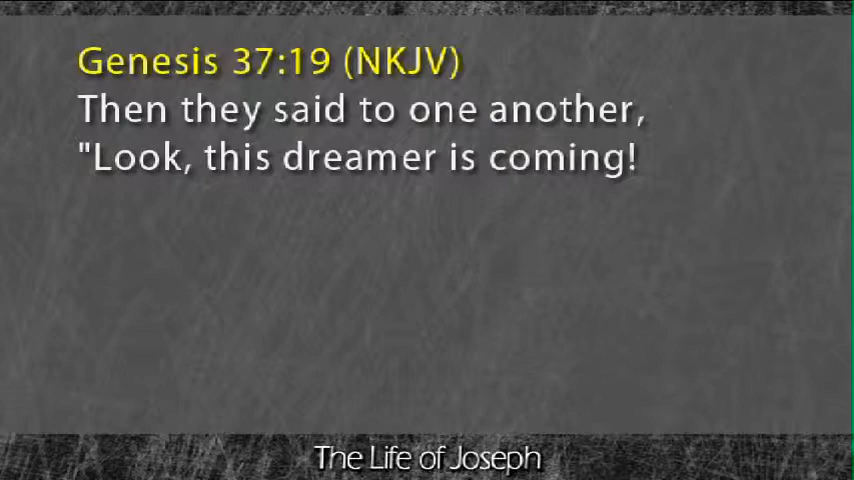 Genesis 37:19 (NKJV)
Then they said to one another,
"Look, this dreamer is coming!
The Life of Joseph